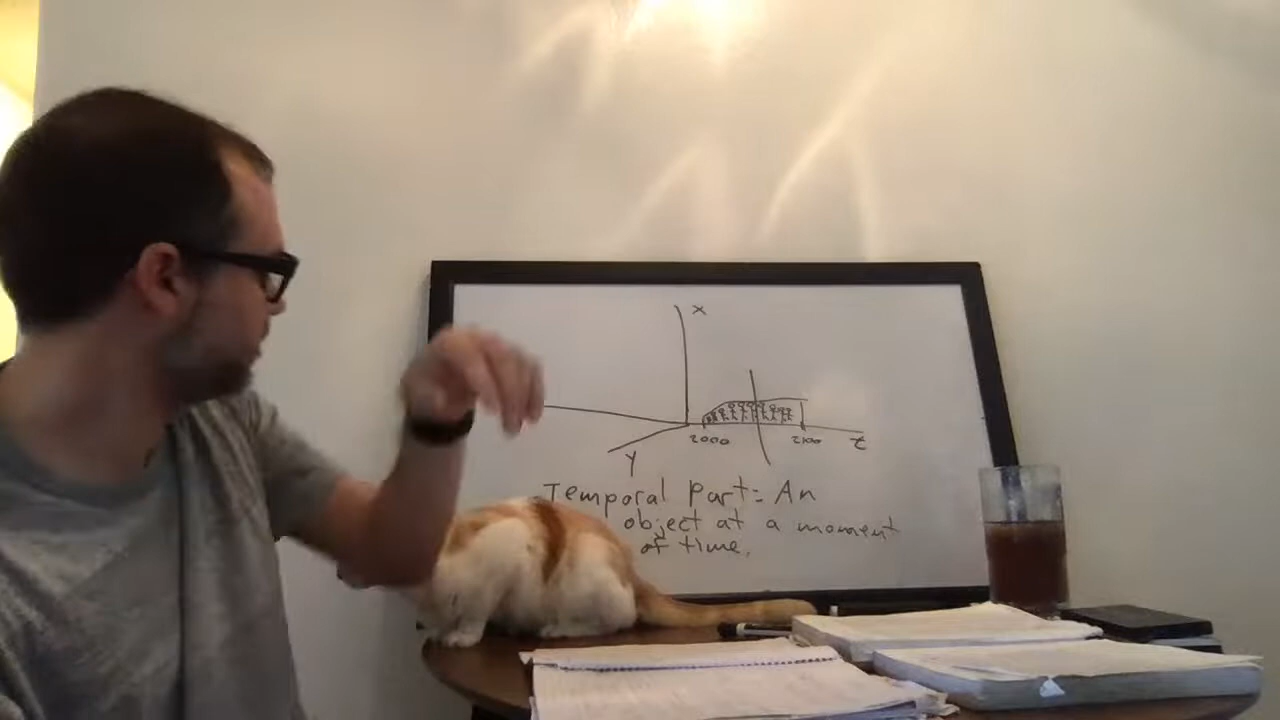 x
2000 2100 t
Y
Temporal Part: An
object at a moment
of time.